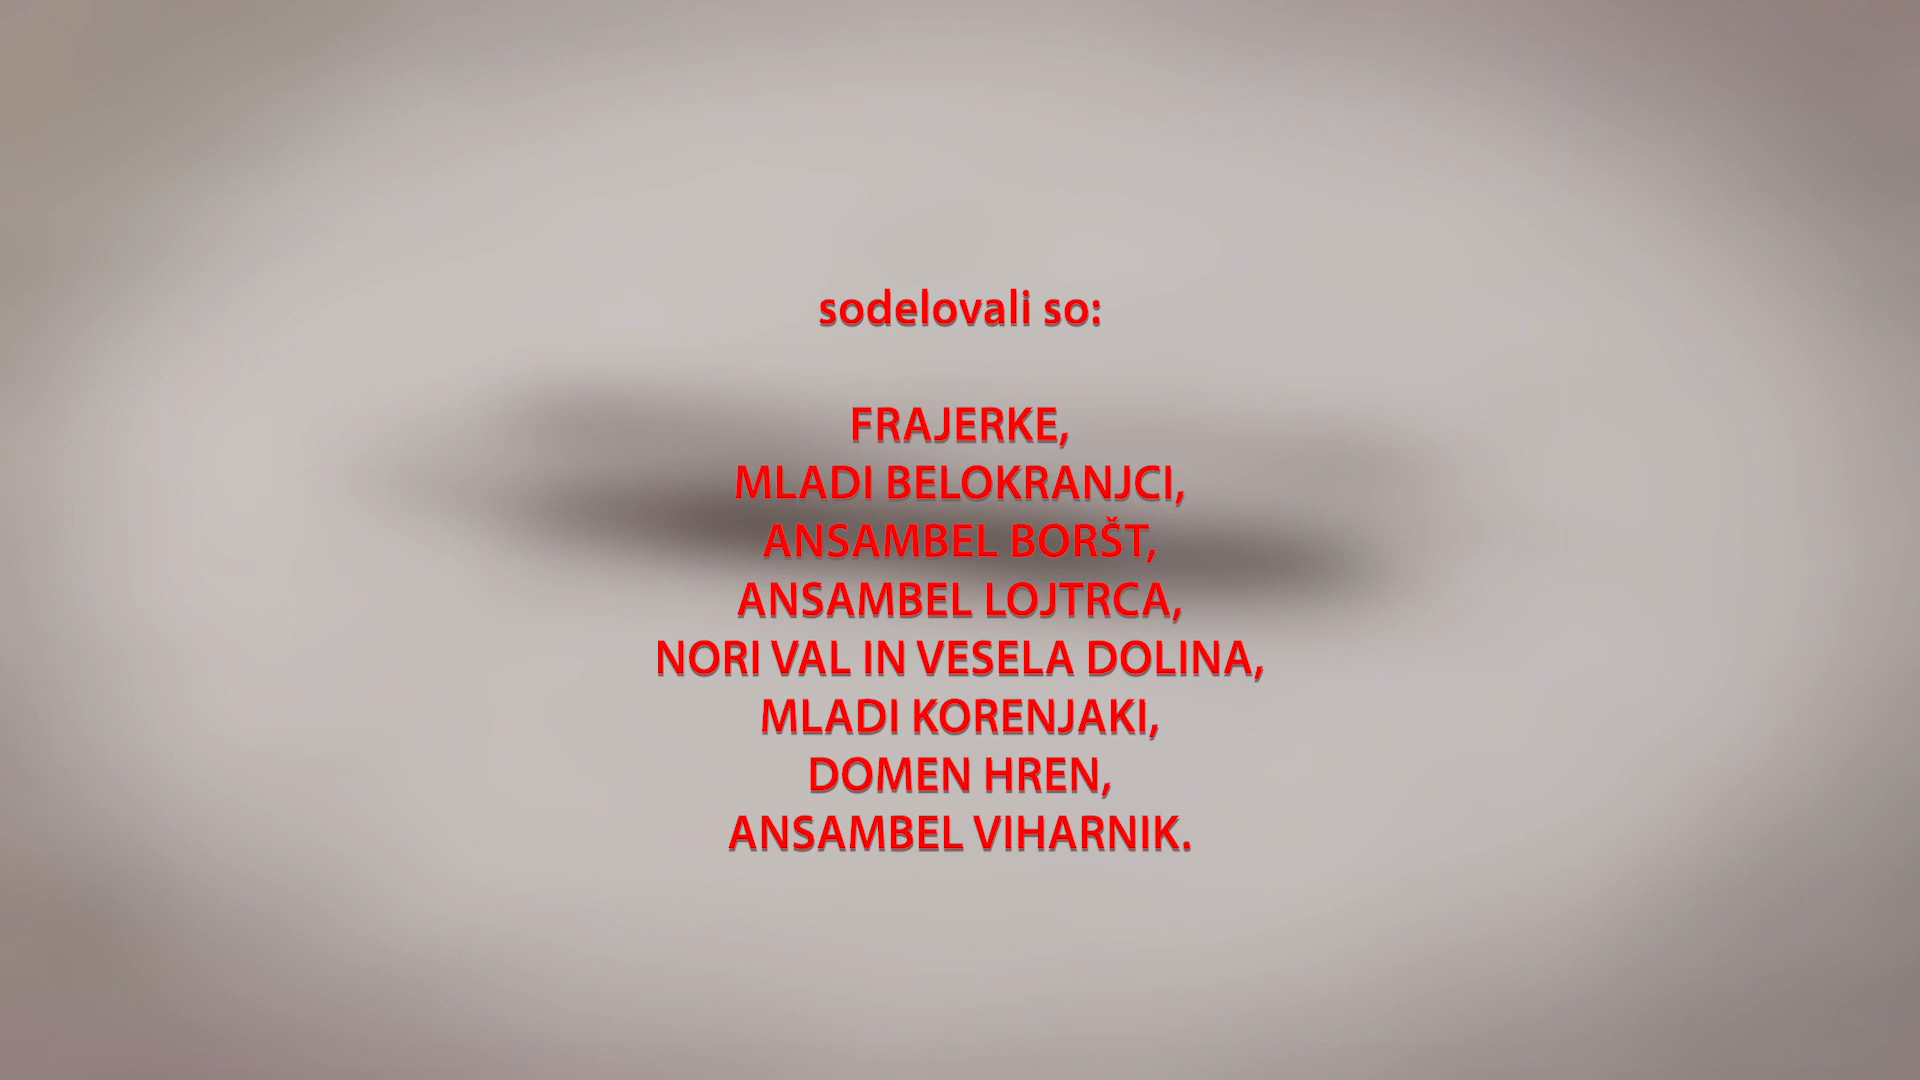 sodelovali so:
FRAJERKE,
MLADI BELOKRANJCI,
ANSAMBEL BORŠT,
ANSAMBEL LOJTRCA,
NORI VAL IN VESELA DOLINA,
MLADI KORENJAKI,
DOMEN HREN,
ANSAMBEL VIHARNIK.